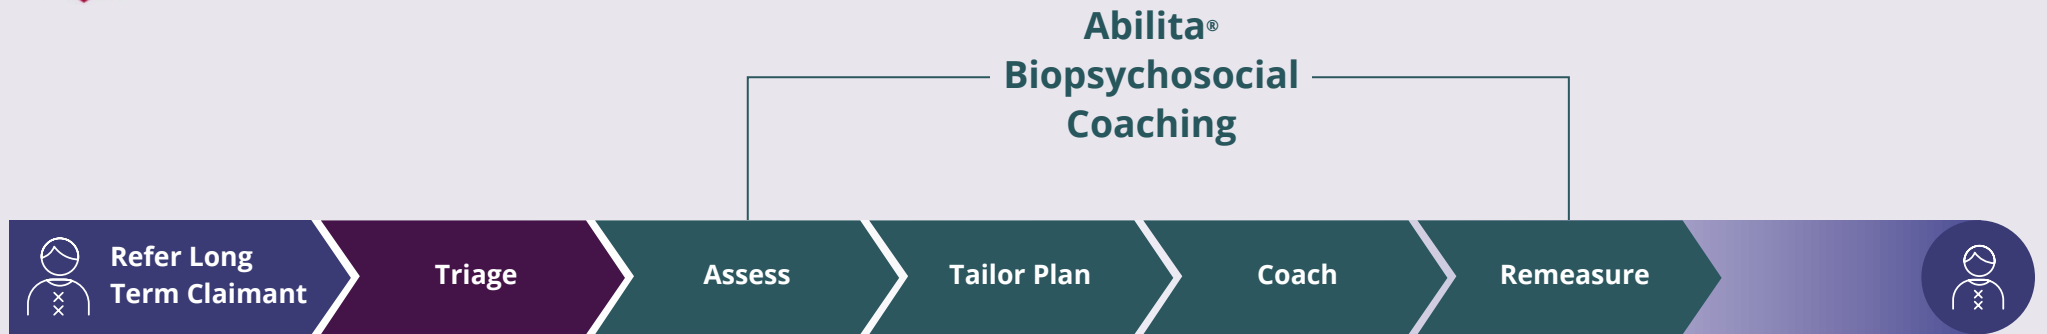 Abilita®
Biopsychosocial
Coaching
Refer Long
Term Claimant
Triage
Assess
Tailor Plan
Coach
Remeasure